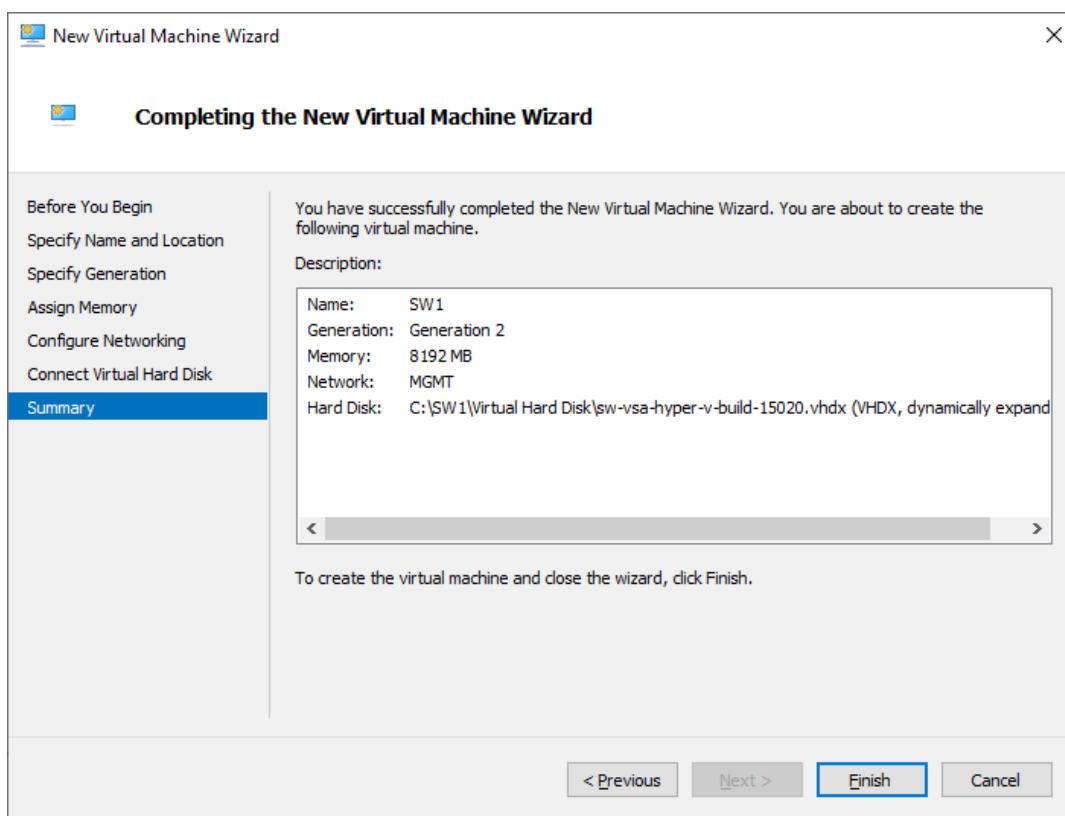 New Virtual Machine Wizard
Completing the New Virtual Machine Wizard
Before You Begin
Specify Name and Location
Specify Generation
Assign Memory
Configure Networking
Connect Virtual Hard Disk
Summary
You have successfully completed the New Virtual Machine Wizard. You are about to create the
following virtual machine.
Description:
Name: SW1
Generation: Generation 2
Memory: 8192 MB
Network: MGMT
Hard Disk: C:\SW1\Virtual Hard Disk\sw-vsa-hyper-v-build-15020.vhdx (VHDX, dynamically expand
To create the virtual machine and close the wizard, click Finish.
< Previous Next > Finish Cancel